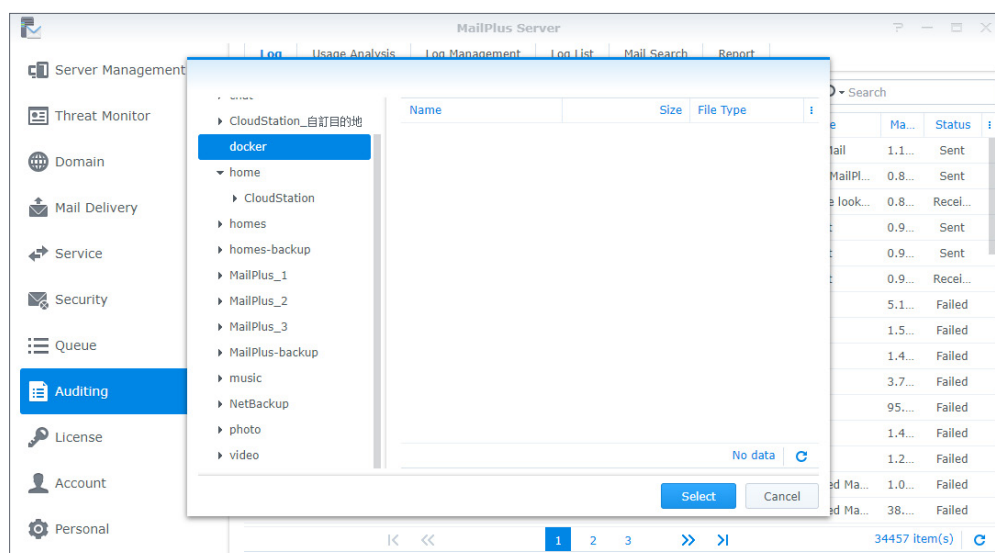 MailPlus Server
Log Usage Analysis Log Management Log List Mail Search Report
Server Management
Threat Monitor
Domain
Mail Delivery
Service
Security
Queue
Auditing
License
Account
Personal
CloudStation_自訂目的地
docker
home
CloudStation
homes
homes-backup
MailPlus_1
MailPlus_2
MailPlus_3
MailPlus-backup
music
NetBackup
photo
video
Name Size File Type
No data
Select Cancel
Search
Ma... Status
1.1... Sent
MailPl... 0.8... Sent
look... 0.8... Recei...
0.9... Sent
0.9... Sent
0.9... Recei...
5.1... Failed
1.5... Failed
1.4... Failed
3.7... Failed
95.... Failed
1.4... Failed
1.2... Failed
Ma... 1.0... Failed
Ma... 38.... Failed
1 2 3
34457 item(s)